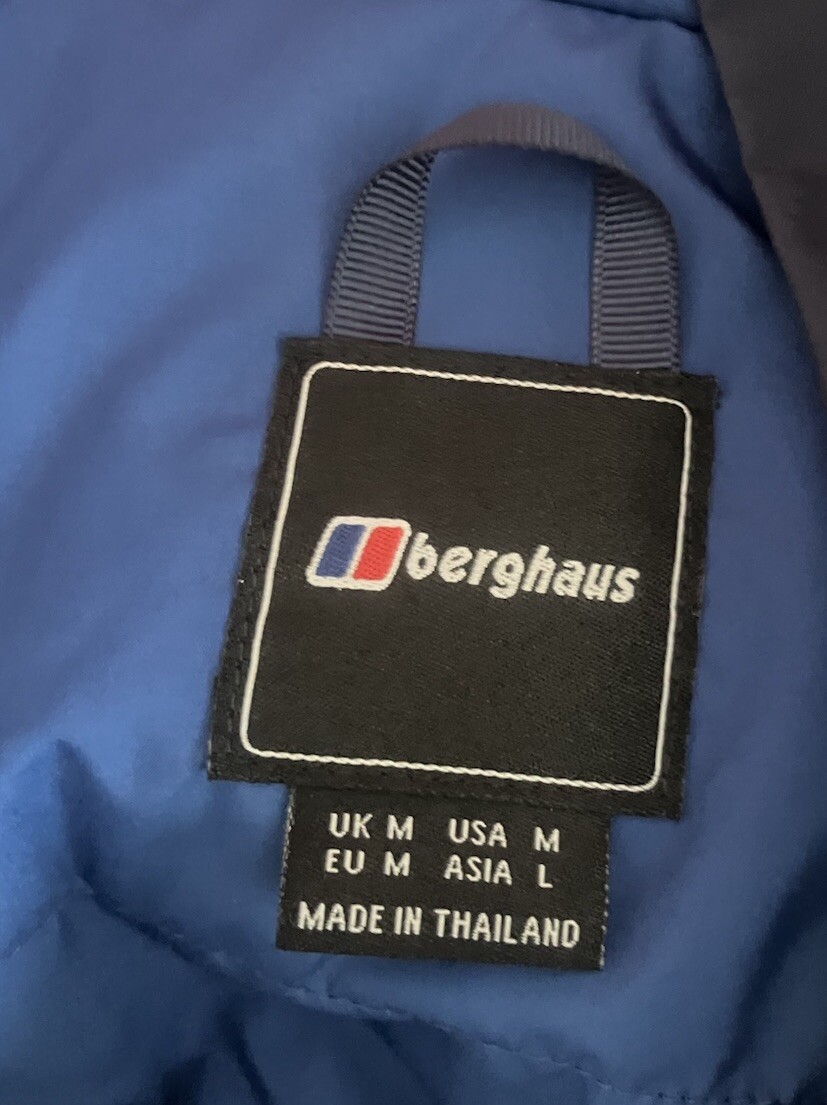 berghaus
UK M USA M
EU M ASIA L
MADE IN THAILAND